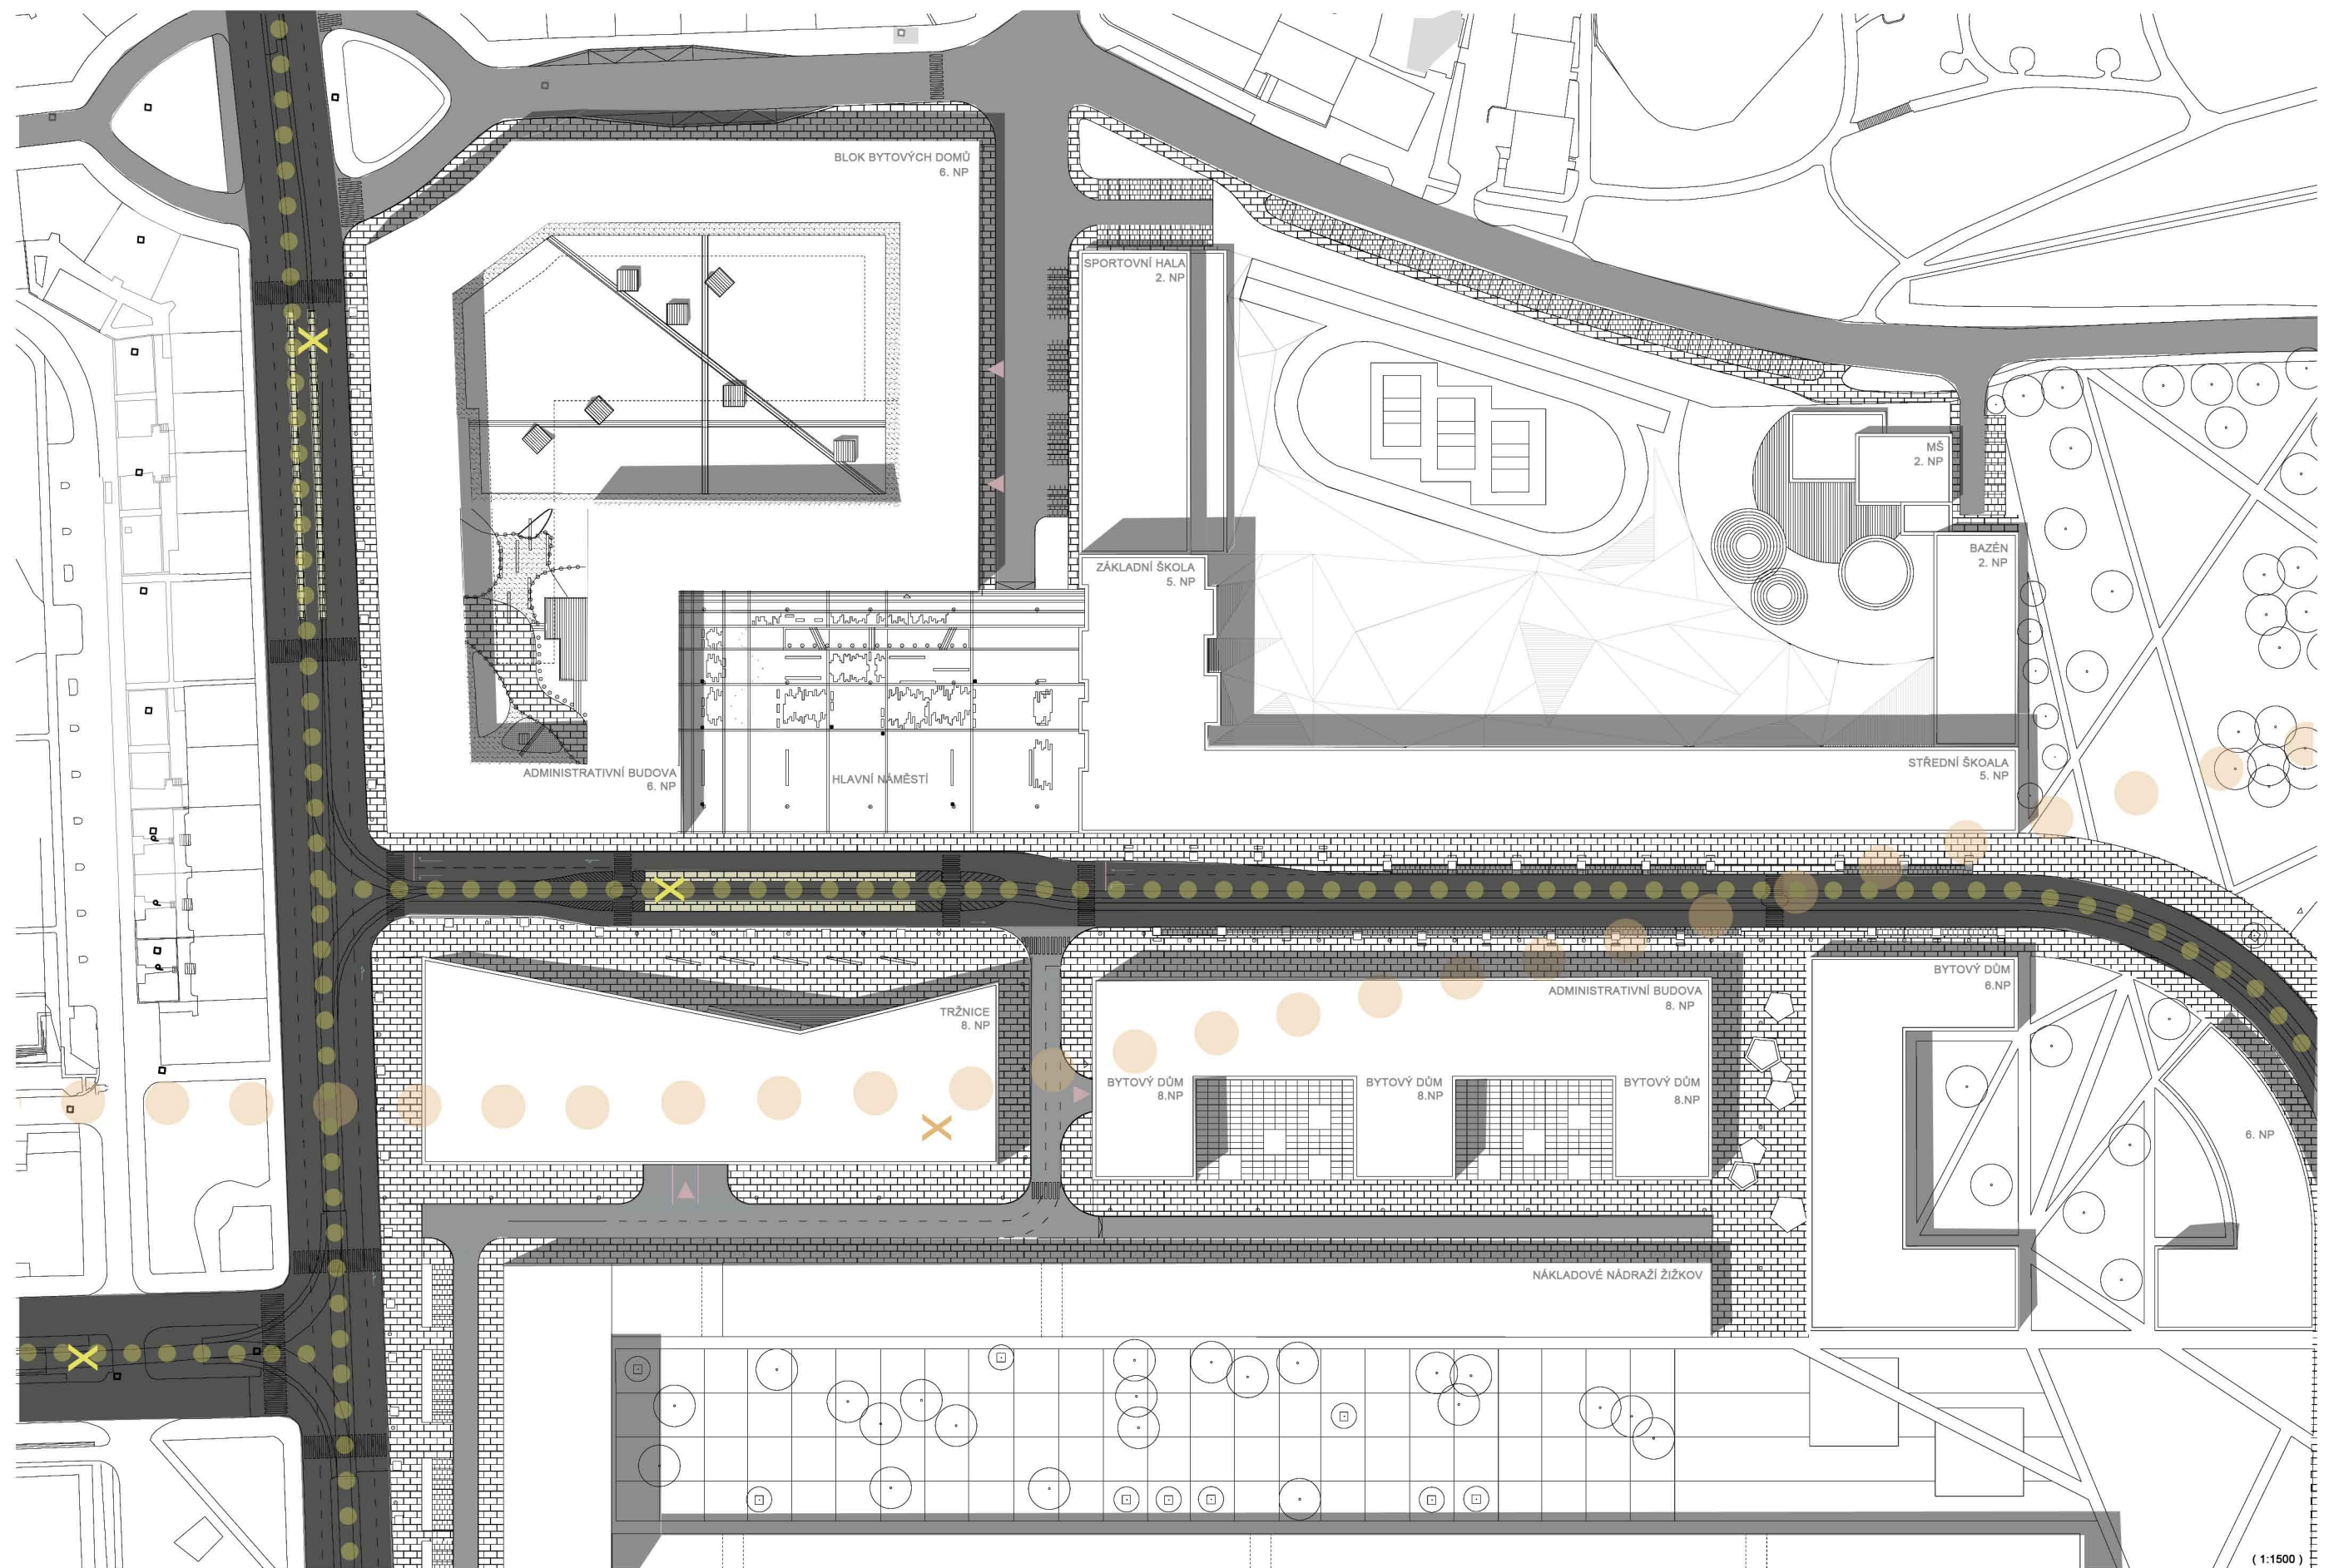 BLOK BYTOVÝCH DOMŮ
6. NP
SPORTOVNÍ HALA
2. NP
MŠ
2. NP
BAZÉN
2. NP
ZÁKLADNÍ ŠKOLA
5. NP
ADMINISTRATIVNÍ BUDOVA
6. NP
HLAVNÍ NÁMĚSTÍ
STŘEDNÍ ŠKOALA
5. NP
BYTOVÝ DŮM
6.NP
ADMINISTRATIVNÍ BUDOVA
8. NP
TRŽNICE
8. NP
BYTOVÝ DŮM
8.NP
BYTOVÝ DŮM
8.NP
BYTOVÝ DŮM
8.NP
6. NP
NÁKLADOVÉ NÁDRAŽÍ ŽIŽKOV
( 1:1500 )